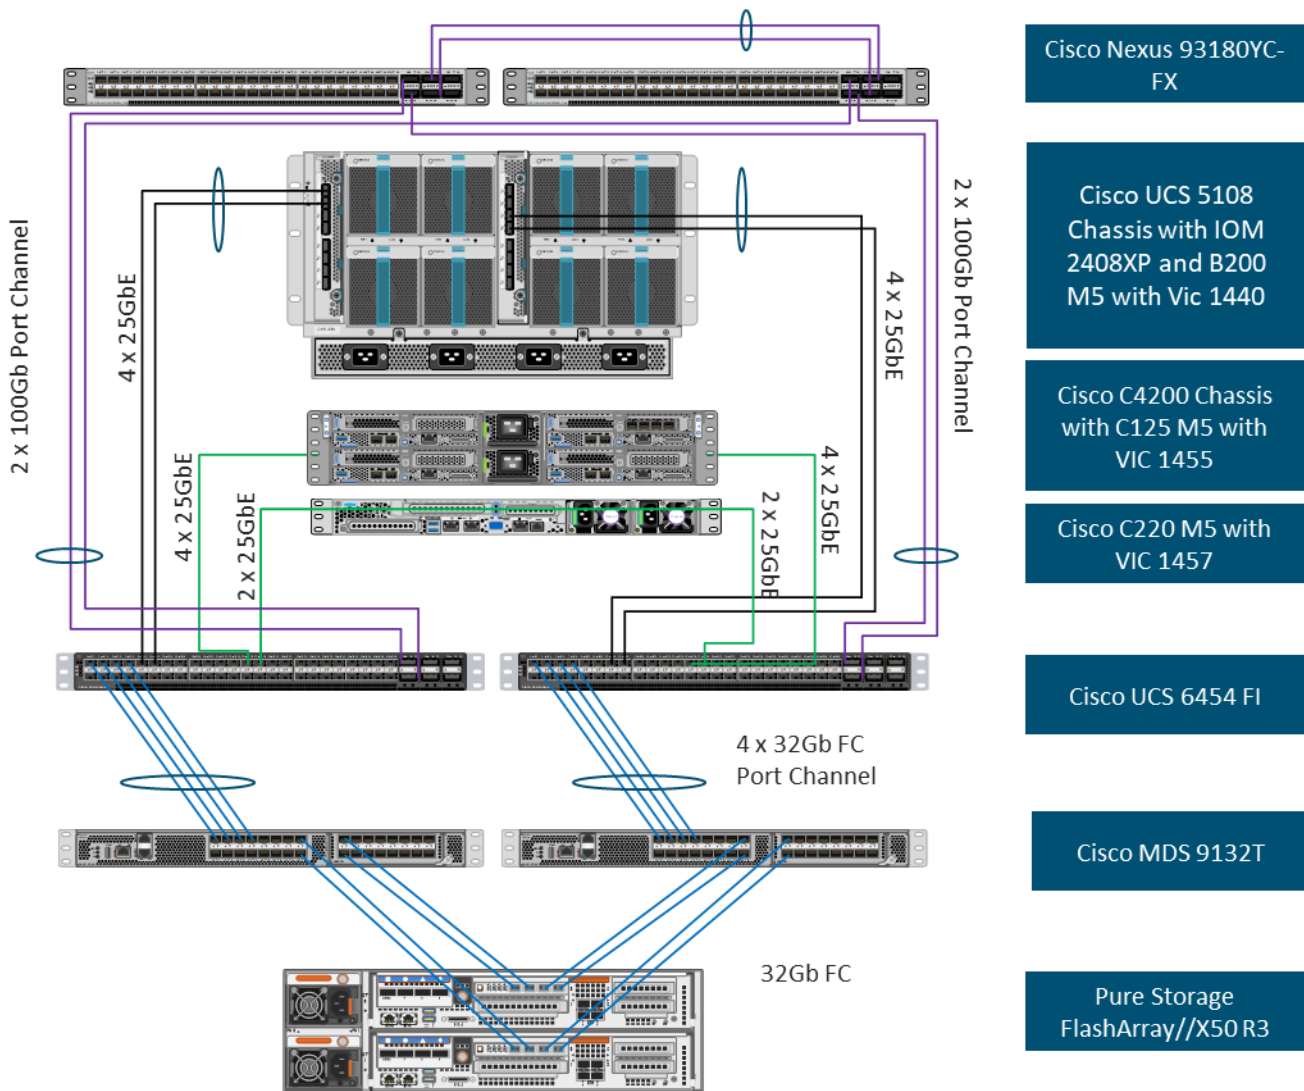 Cisco Nexus 93180YC-
FX
Cisco UCS 5108
Chassis with IOM
2408XP and B200
M5 with Vic 1440
Cisco C4200 Chassis
with C125 M5 with
VIC 1455
Cisco C220 M5 with
VIC 1457
Cisco UCS 6454 FI
Cisco MDS 9132T
Pure Storage
FlashArray//X50 R3
2 x 100Gb Port Channel
4 x 25GbE
4 x 25GbE
2 x 100Gb Port Channel
4 x 25GbE
2 x 25GbE
2 x 25GbE
4 x 25GbE
4 x 32Gb FC
Port Channel
32Gb FC